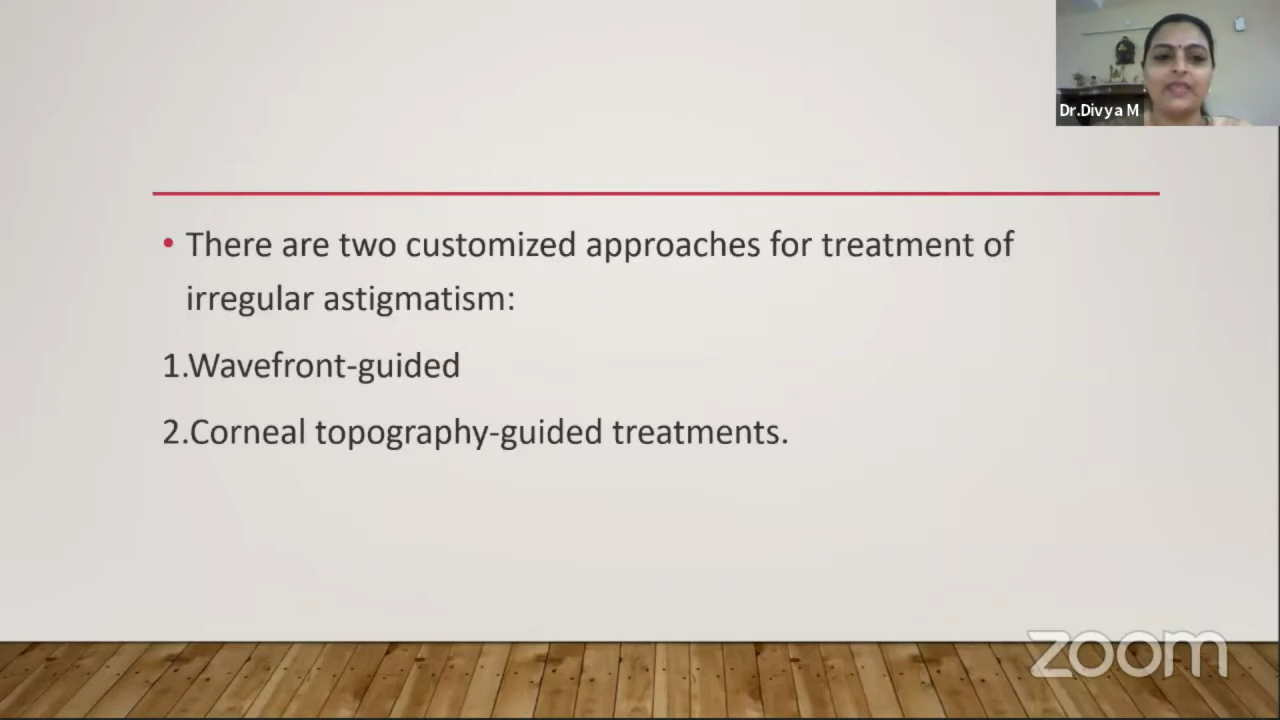 Dr.Divya M
• There are two customized approaches for treatment of
irregular astigmatism:
1.Wavefront-guided
2.Corneal topography-guided treatments.
zoom